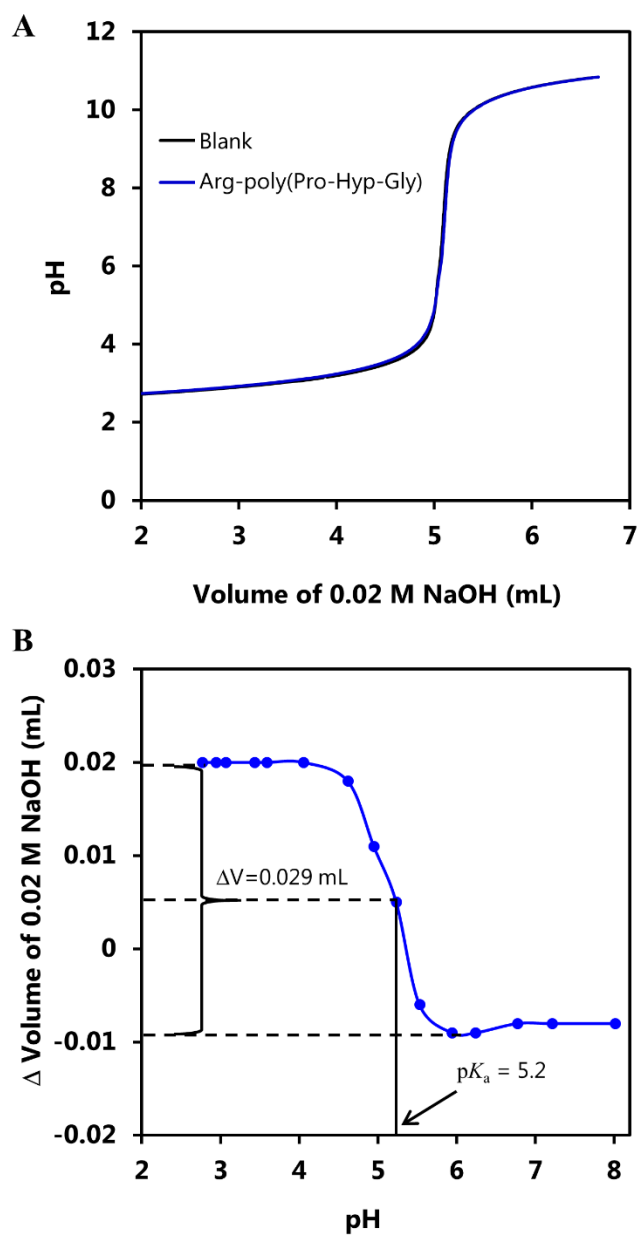 A
12
10
8
6
4
2
0
pH
Blank
Arg-poly(Pro-Hyp-Gly)
2
3
4
5
6
7
Volume of 0.02 M NaOH (mL)
B
0.03
0.02
0.01
0
-0.01
-0.02
Δ Volume of 0.02 M NaOH (mL)
ΔV=0.029 mL
pKa = 5.2
2
3
4
5
6
7
8
pH